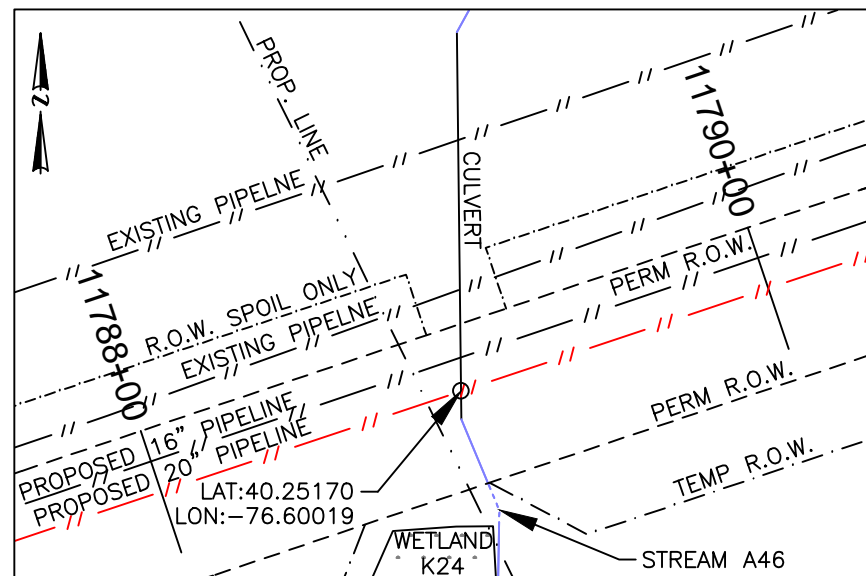 N
PROP. LINE
11790+00
CULVERT
EXISTING PIPELNE
PERM R.O.W.
11788+00
R.O.W. SPOIL ONLY
EXISTING PIPELNE
PERM R.O.W.
PROPOSED 16" PIPELINE
PROPOSED 20" PIPELINE
TEMP R.O.W.
LAT:40.25170
LON:-76.60019
WETLAND
K24
STREAM A46